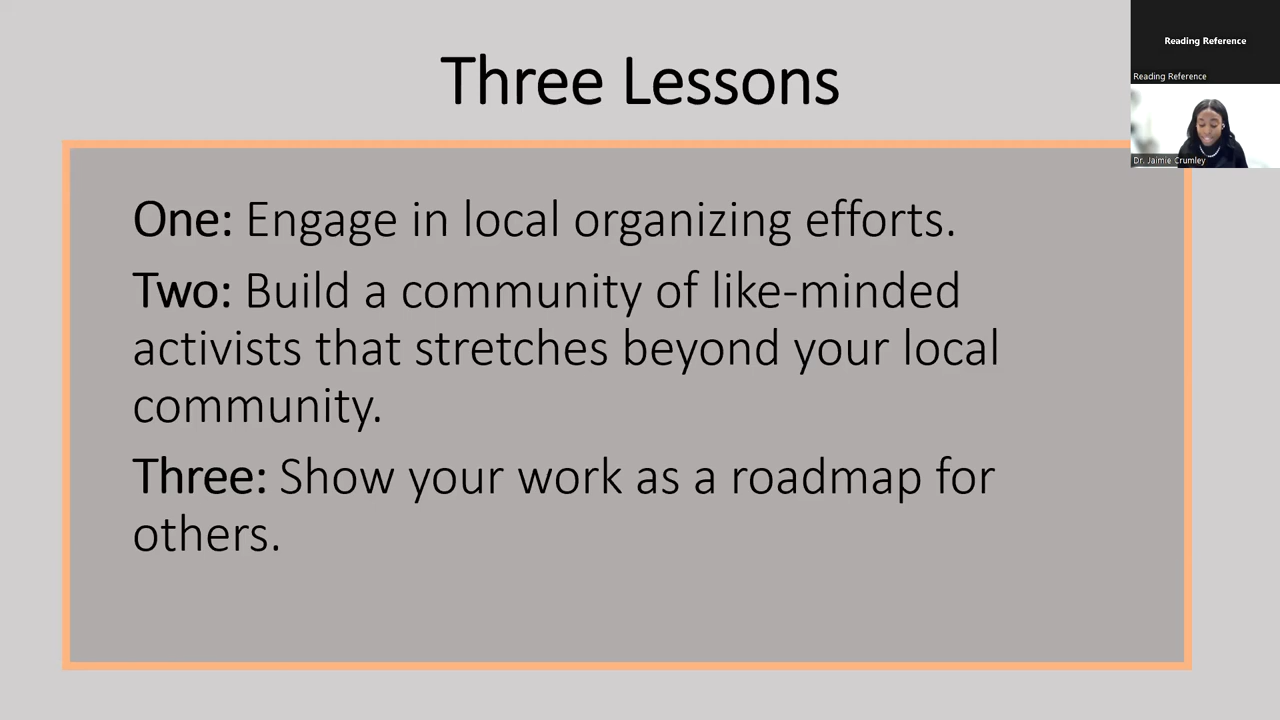 Three Lessons
Reading Reference
Reading Reference
Dr. Jaimie Crumley
One: Engage in local organizing efforts.
Two: Build a community of like-minded
activists that stretches beyond your local
community.
Three: Show your work as a roadmap for
others.